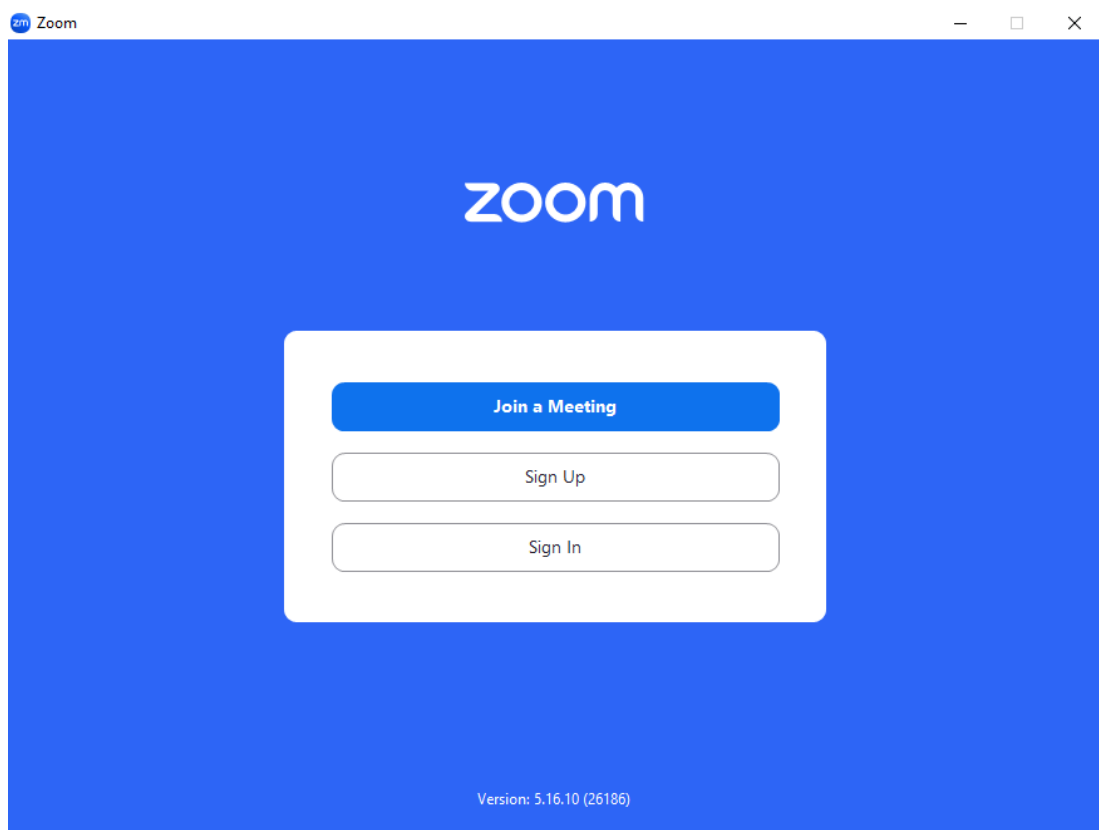 zm Zoom
zoom
Join a Meeting
Sign Up
Sign In
Version: 5.16.10 (26186)